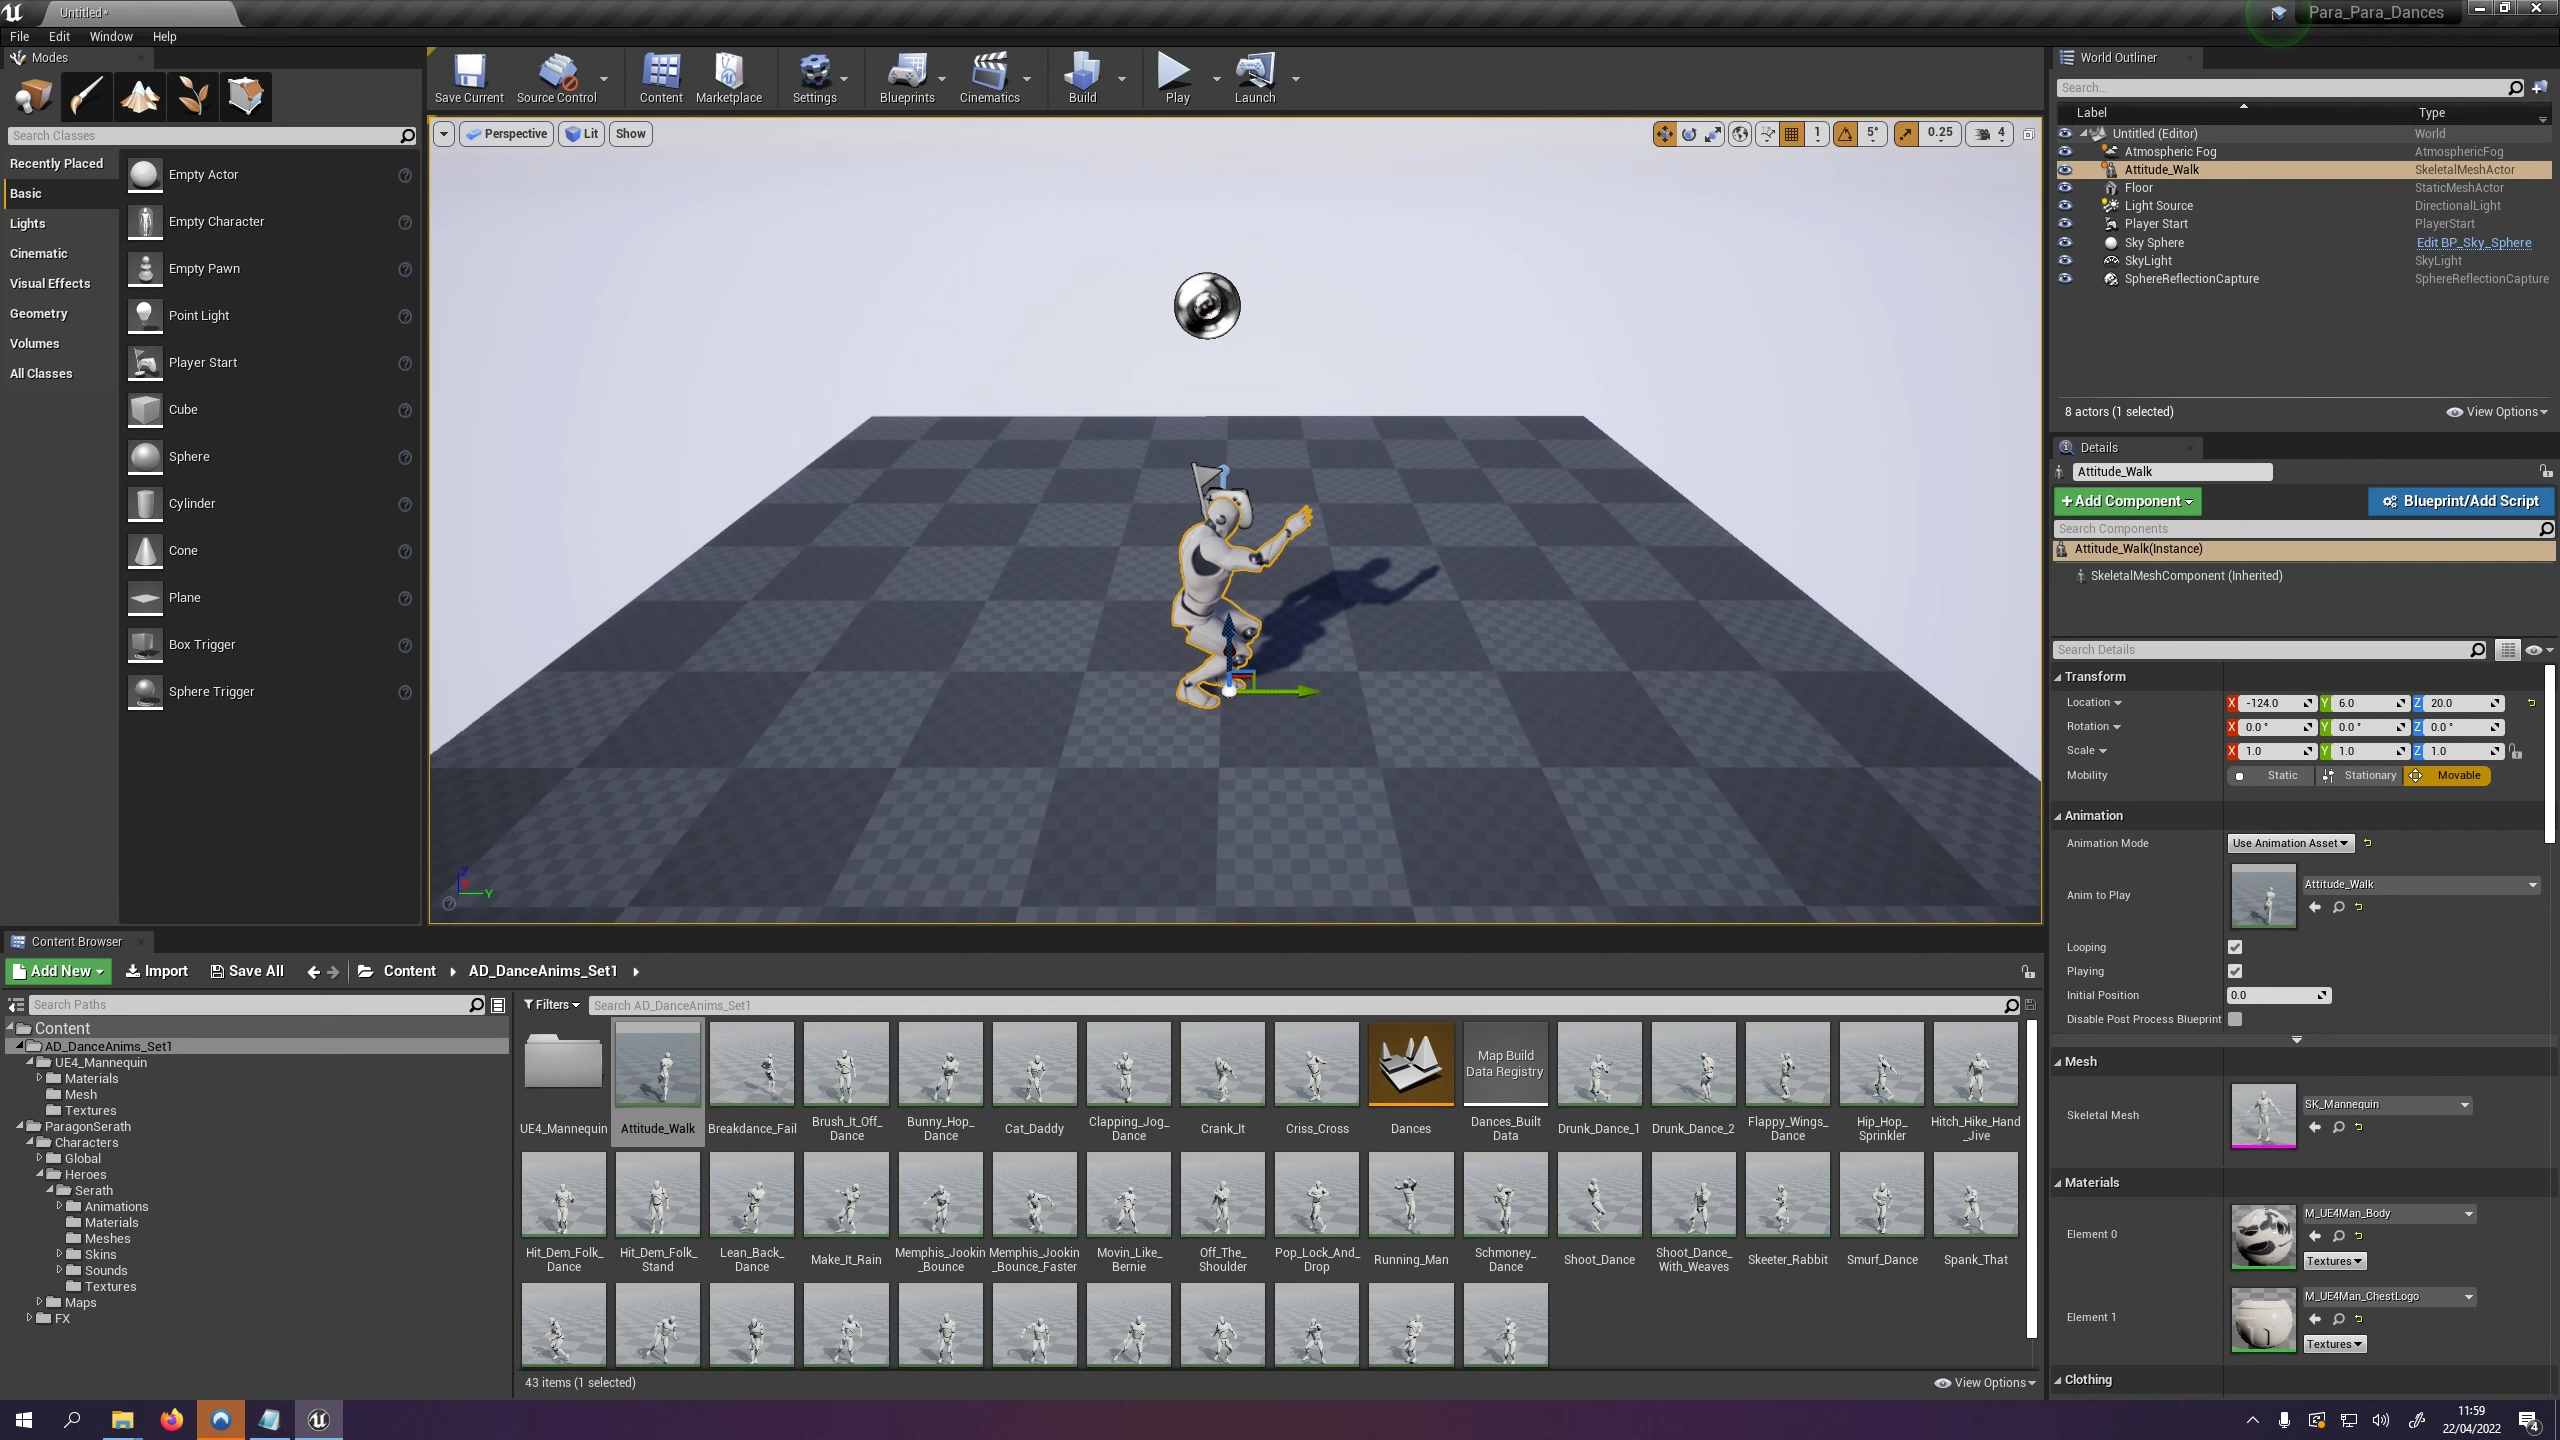 Untitled*
Para_Para_Dances
File Edit Window Help
Modes
Search Classes
Recently Placed
Basic
Lights
Cinematic
Visual Effects
Geometry
Volumes
All Classes
Empty Actor
Empty Character
Empty Pawn
Point Light
Player Start
Cube
Sphere
Cylinder
Cone
Plane
Box Trigger
Sphere Trigger
Save Current Source Control Content Marketplace Settings Blueprints Cinematics Build Play Launch
Perspective Lit Show
1 5° 0.25 4
Z
Y
World Outliner
Search...
Label Type
Untitled (Editor) World
Atmospheric Fog AtmosphericFog
Attitude_Walk SkeletalMeshActor
Floor StaticMeshActor
Light Source DirectionalLight
Player Start PlayerStart
Sky Sphere Edit BP_Sky_Sphere
SkyLight SkyLight
SphereReflectionCapture SphereReflectionCapture
8 actors (1 selected) View Options
Details
Attitude_Walk
+Add Component Blueprint/Add Script
Search Components
Attitude_Walk(Instance)
SkeletalMeshComponent (Inherited)
Search Details
Transform
Location X -124.0 Y 6.0 Z 20.0
Rotation X 0.0° Y 0.0° Z 0.0°
Scale X 1.0 Y 1.0 Z 1.0
Mobility Static Stationary Movable
Animation
Animation Mode Use Animation Asset
Anim to Play Attitude_Walk
Looping
Playing
Initial Position 0.0
Disable Post Process Blueprint
Mesh
Skeletal Mesh SK_Mannequin
Materials
Element 0 M_UE4Man_Body
Textures
Element 1 M_UE4Man_ChestLogo
Textures
Clothing
Content Browser
Add New Import Save All Content AD_DanceAnims_Set1
Search Paths
Filters Search AD_DanceAnims_Set1
Content
AD_DanceAnims_Set1
UE4_Mannequin
Materials
Mesh
Textures
ParagonSerath
Characters
Global
Heroes
Serath
Animations
Materials
Meshes
Skins
Sounds
Textures
Maps
FX
Map Build
Data Registry
UE4_Mannequin Attitude_Walk Breakdance_Fail Brush_It_Off_
Dance Bunny_Hop_
Dance Cat_Daddy Clapping_Jog_
Dance Crank_It Criss_Cross Dances Dances_Built
Data Drunk_Dance_1 Drunk_Dance_2 Flappy_Wings_
Dance Hip_Hop_
Sprinkler Hitch_Hike_Hand
_Jive
Hit_Dem_Folk_
Dance Hit_Dem_Folk_
Stand Lean_Back_
Dance Make_It_Rain Memphis_Jookin
_Bounce Memphis_Jookin
_Bounce_Faster Movin_Like_
Bernie Off_The_
Shoulder Pop_Lock_And_
Drop Running_Man Schmoney_
Dance Shoot_Dance Shoot_Dance_
With_Weaves Skeeter_Rabbit Smurf_Dance Spank_That
43 items (1 selected) View Options
11:59
22/04/2022
4